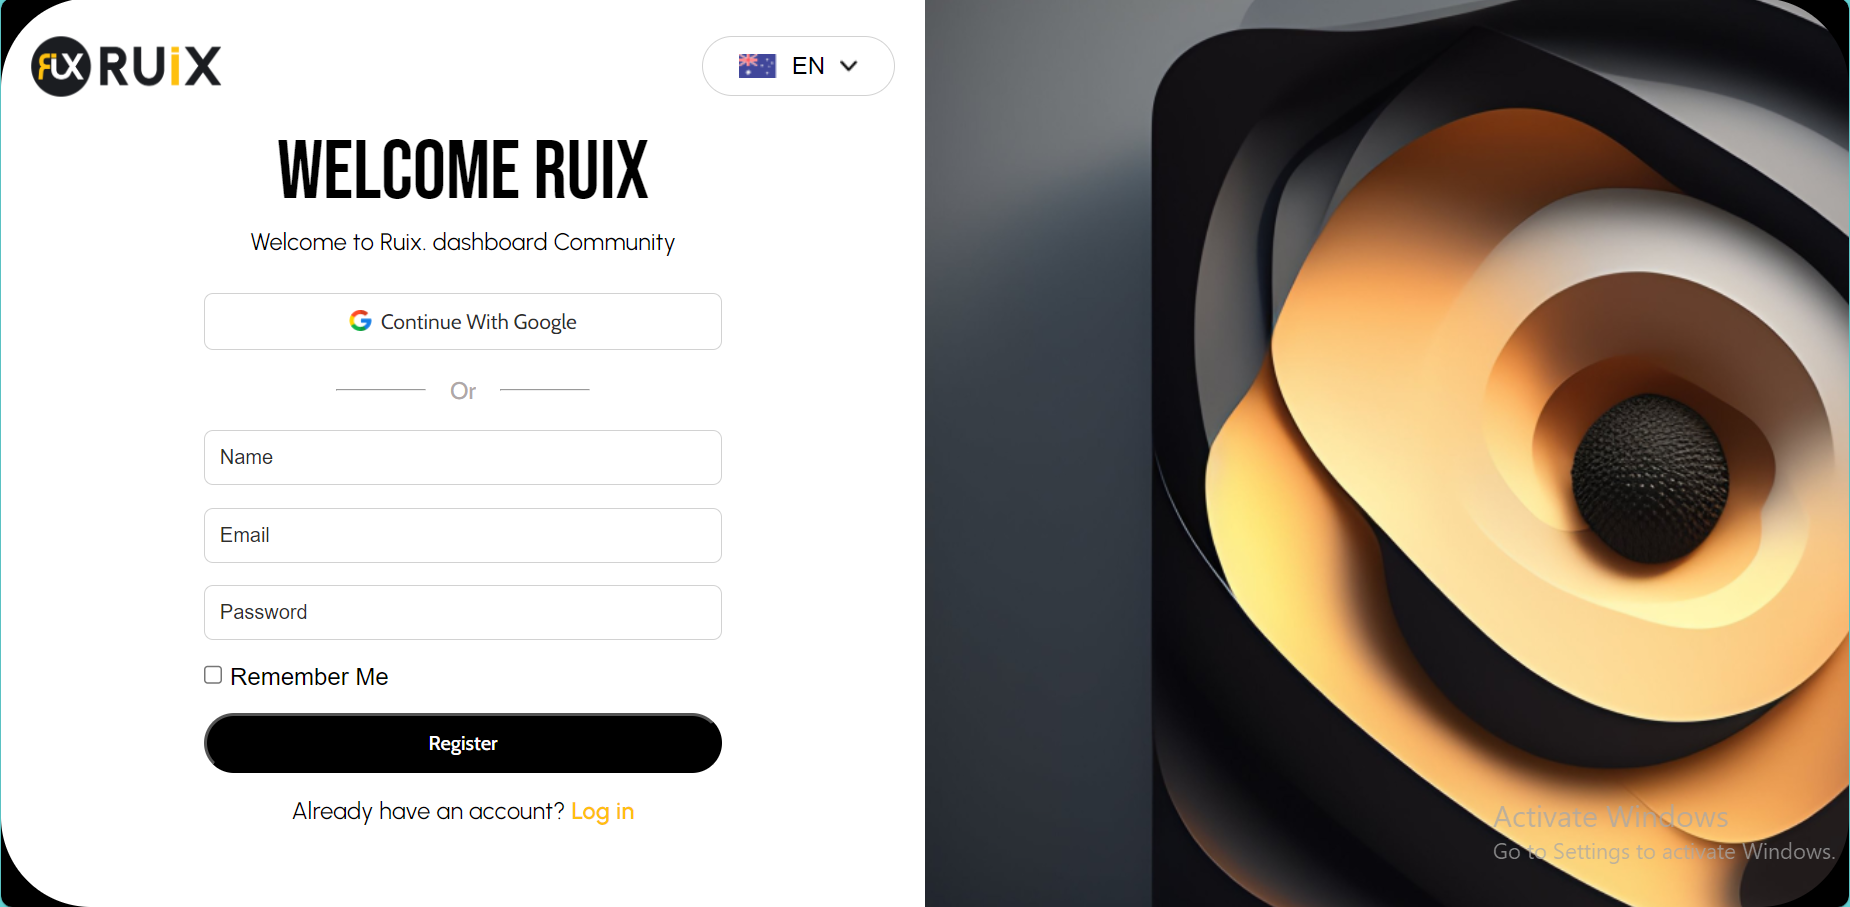 RUX RUiX
EN
WELCOME RUIX
Welcome to Ruix. dashboard Community
Continue With Google
Or
Name
Email
Password
Remember Me
Register
Already have an account? Log in
Activate Windows
Go to Settings to activate Windows.